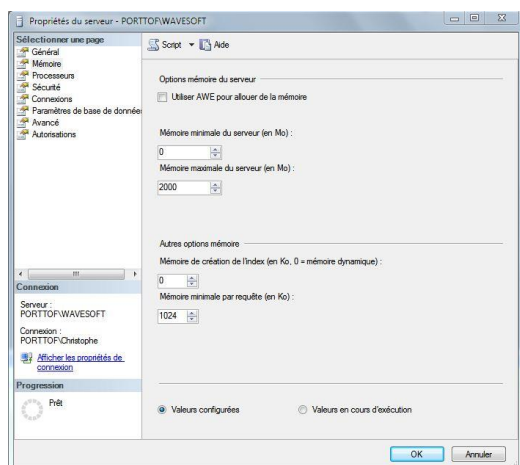 Propriétés du serveur - PORTTOF\WAVESOFT
Sélectionner une page
Général
Mémoire
Processeurs
Sécurité
Connexions
Paramètres de base de donnée
Avancé
Autorisations
Script
Aide
Options mémoire du serveur
Utiliser AWE pour allouer de la mémoire
Mémoire minimale du serveur (en Mo) :
0
Mémoire maximale du serveur (en Mo) :
2000
Autres options mémoire
Mémoire de création de l'index (en Ko, 0 = mémoire dynamique) :
0
Mémoire minimale par requête (en Ko) :
1024
Connexion
Serveur :
PORTTOF\WAVESOFT
Connexion :
PORTTOF\Christophe
Afficher les propriétés de
connexion
Progression
Prêt
Valeurs configurées
Valeurs en cours d'exécution
OK
Annuler